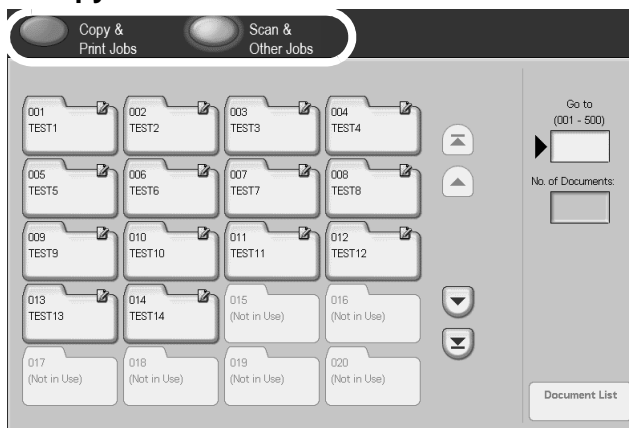 Copy &
Print Jobs
Scan &
Other Jobs
001
TEST1
002
TEST2
003
TEST3
004
TEST4
005
TEST5
006
TEST6
007
TEST7
008
TEST8
009
TEST9
010
TEST10
011
TEST11
012
TEST12
013
TEST13
014
TEST14
015
(Not in Use)
016
(Not in Use)
017
(Not in Use)
018
(Not in Use)
019
(Not in Use)
020
(Not in Use)
Go to
(001 - 500)
No. of Documents:
Document List